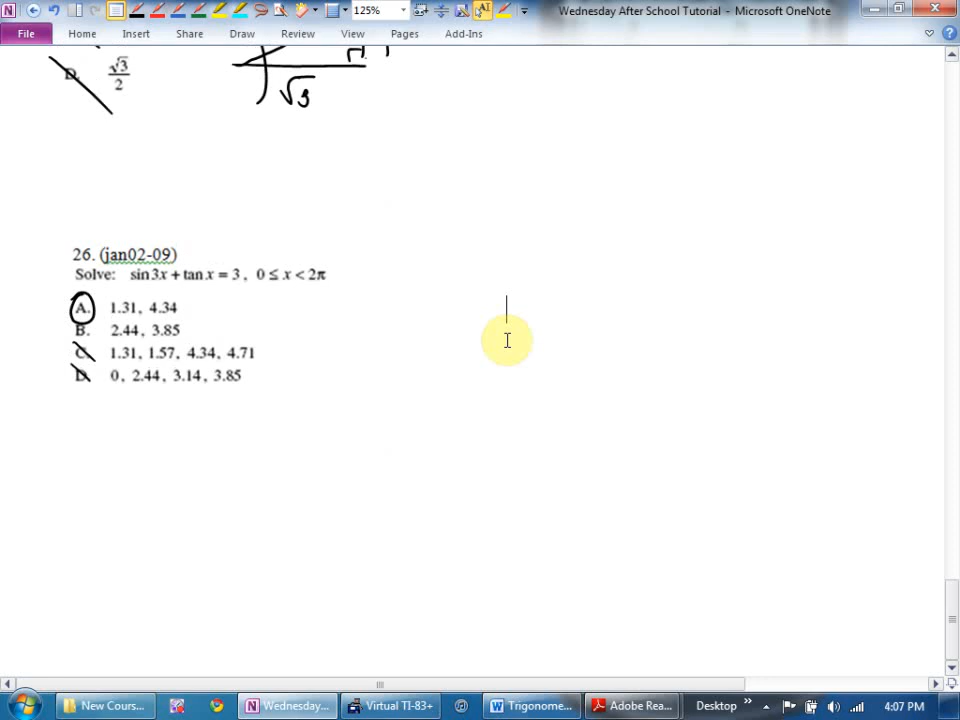 125%
Wednesday After School Tutorial - Microsoft OneNote
File Home Insert Share Draw Review View Pages Add-Ins
D. √3/2
√3
26. (jan02-09)
Solve: sin3x + tan x = 3, 0 ≤ x < 2π
A. 1.31, 4.34
B. 2.44, 3.85
C. 1.31, 1.57, 4.34, 4.71
D. 0, 2.44, 3.14, 3.85
New Cours... Wednesday... Virtual TI-83+ Trigonome... Adobe Rea... Desktop 4:07 PM